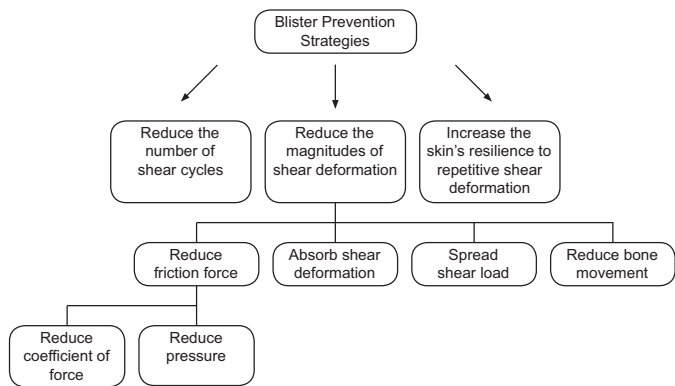 Blister Prevention
Strategies
Reduce the
number of
shear cycles
Reduce the
magnitudes of
shear deformation
Increase the
skin's resilience to
repetitive shear
deformation
Reduce
friction force
Absorb shear
deformation
Spread
shear load
Reduce bone
movement
Reduce
coefficient of
force
Reduce
pressure